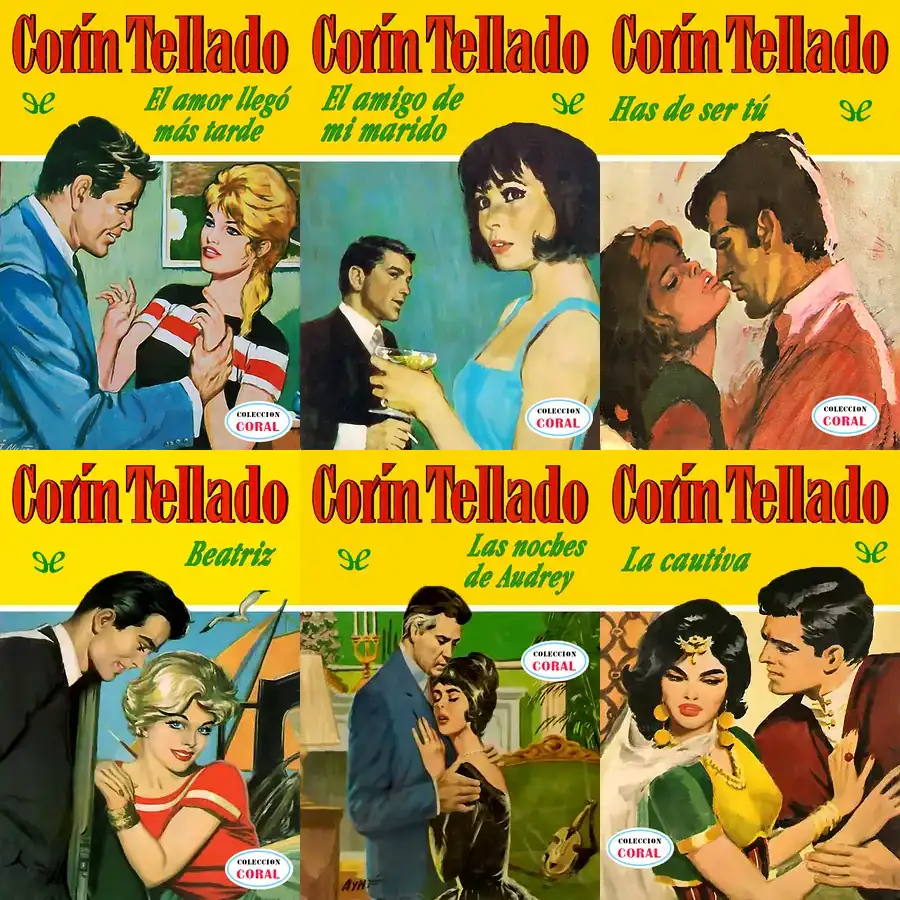 Corín Tellado
El amor llegó
más tarde
COLECCION
CORAL
Corín Tellado
El amigo de
mi marido
COLECCION
CORAL
Corín Tellado
Has de ser tú
COLECCION
CORAL
Corín Tellado
Beatriz
COLECCION
CORAL
Corín Tellado
Las noches
de Audrey
COLECCION
CORAL
Corín Tellado
La cautiva
COLECCION
CORAL